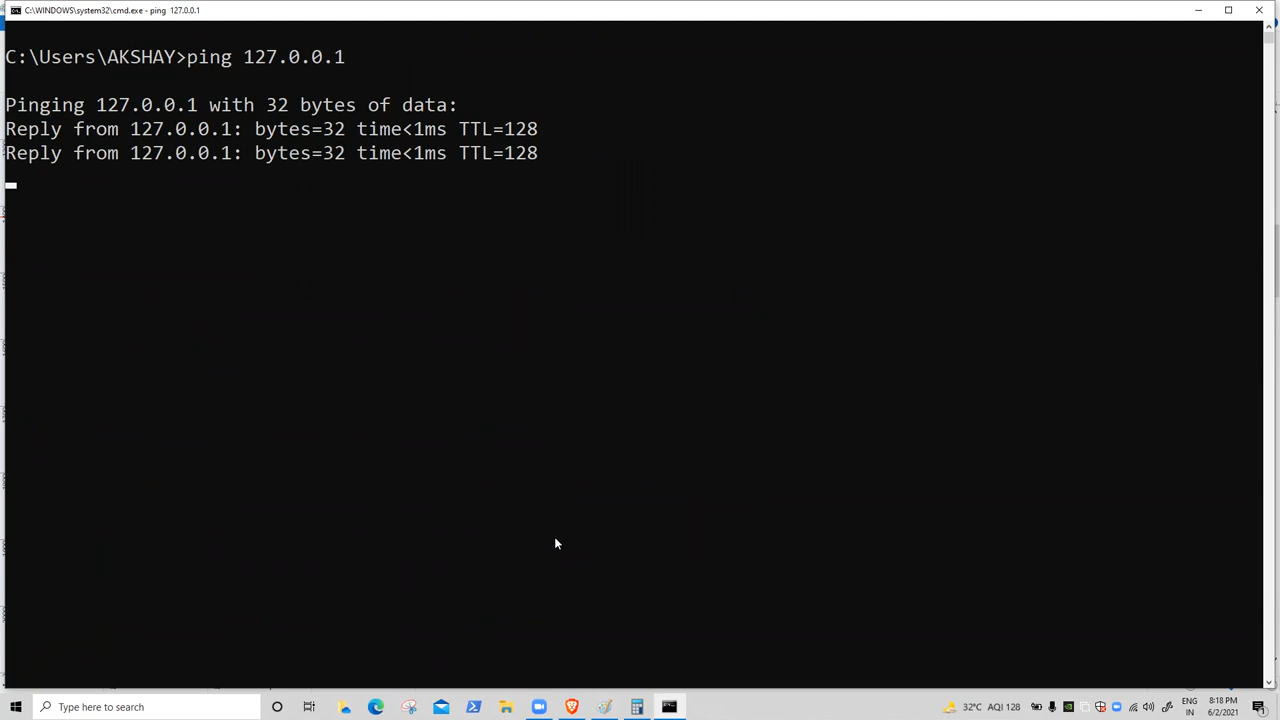 C:\WINDOWS\system32\cmd.exe - ping 127.0.0.1
C:\Users\AKSHAY>ping 127.0.0.1
Pinging 127.0.0.1 with 32 bytes of data:
Reply from 127.0.0.1: bytes=32 time<1ms TTL=128
Reply from 127.0.0.1: bytes=32 time<1ms TTL=128
Type here to search
32°C AQI 128
ENG
IN
8:18 PM
6/2/2021
1